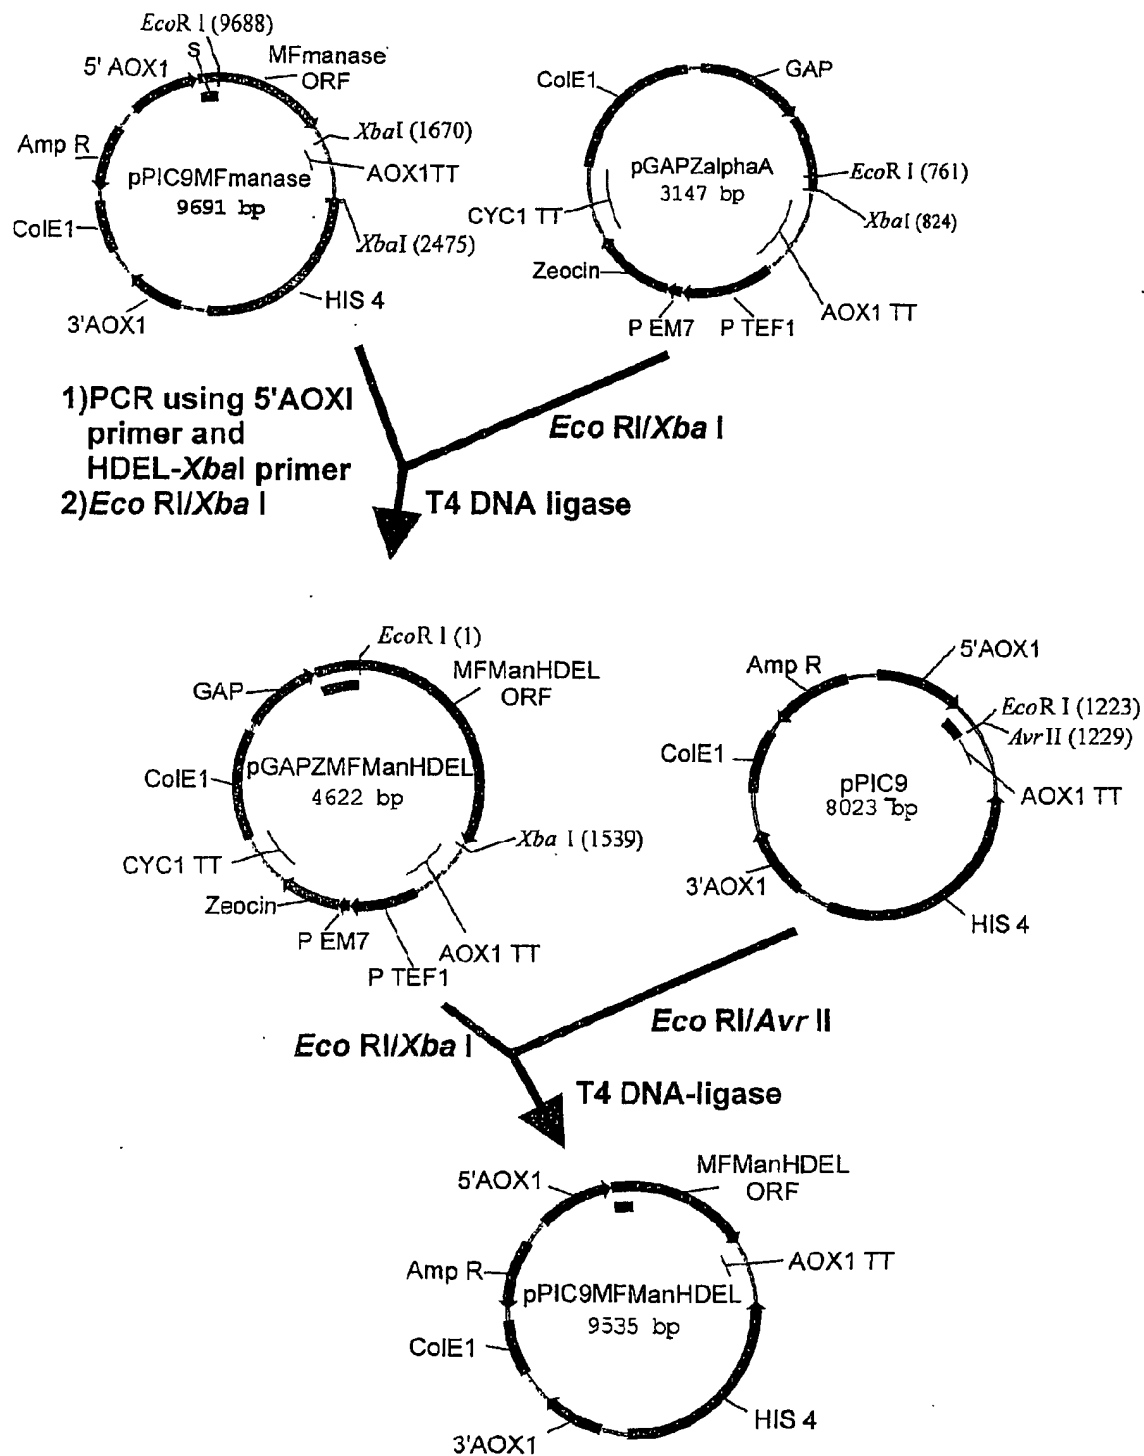 EcoR I (9688)
S
MFmanase
ORF
5' AOX1
XbaI (1670)
Amp R
AOX1TT
pPIC9MFmanase
9691 bp
ColE1
XbaI (2475)
HIS 4
3'AOX1
ColE1
GAP
pGAPZalphaA
3147 bp
EcoR I (761)
XbaI (824)
CYC1 TT
Zeocin
AOX1 TT
P EM7
P TEF1
1)PCR using 5'AOXI
primer and
HDEL-XbaI primer
2)Eco RI/Xba I
Eco RI/Xba I
T4 DNA ligase
EcoR I (1)
MFManHDEL
ORF
GAP
ColE1
pGAPZMFManHDEL
4622 bp
Xba I (1539)
CYC1 TT
Zeocin
P EM7
AOX1 TT
P TEF1
5'AOX1
Amp R
EcoR I (1223)
Avr II (1229)
ColE1
pPIC9
8023 bp
AOX1 TT
3'AOX1
HIS 4
Eco RI/Xba I
Eco RI/Avr II
T4 DNA-ligase
MFManHDEL
ORF
5'AOX1
AOX1 TT
Amp R
pPIC9MFManHDEL
9535 bp
ColE1
HIS 4
3'AOX1